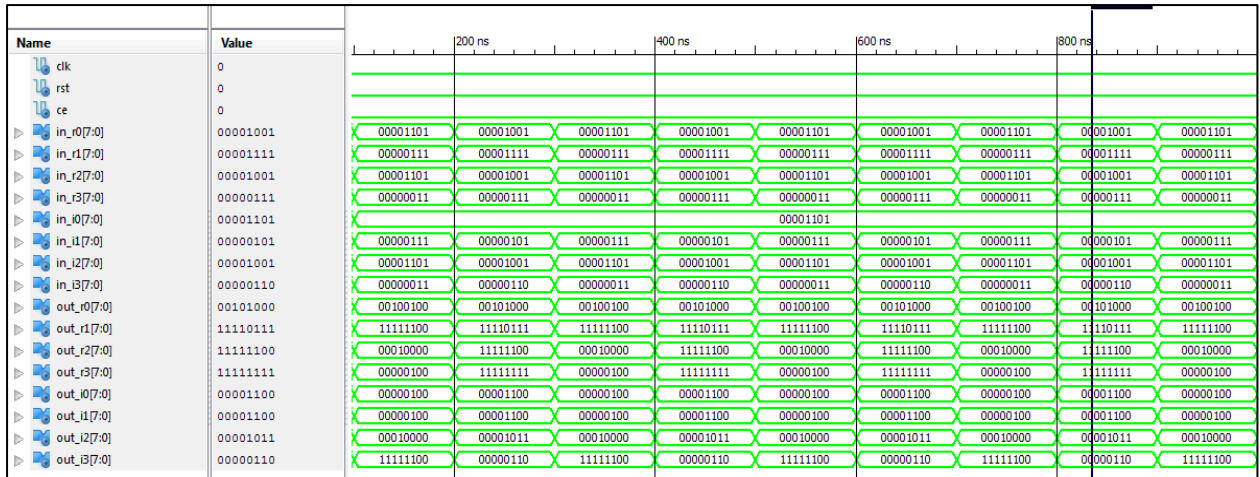 Name Value 200 ns 400 ns 600 ns 800 ns
clk 0
rst 0
ce 0
in_r0[7:0] 00001001 00001101 00001001 00001101 00001001 00001101 00001001 00001101 00001001 00001101
in_r1[7:0] 00001111 00000111 00001111 00000111 00001111 00000111 00001111 00000111 00001111 00000111
in_r2[7:0] 00001001 00001101 00001001 00001101 00001001 00001101 00001001 00001101 00001001 00001101
in_r3[7:0] 00000111 00000011 00000111 00000011 00000111 00000011 00000111 00000011 00000111 00000011
in_i0[7:0] 00001101 00001101
in_i1[7:0] 00000101 00000111 00000101 00000111 00000101 00000111 00000101 00000111 00000101 00000111
in_i2[7:0] 00001001 00001101 00001001 00001101 00001001 00001101 00001001 00001101 00001001 00001101
in_i3[7:0] 00000110 00000011 00000110 00000011 00000110 00000011 00000110 00000011 00000110 00000011
out_r0[7:0] 00101000 00100100 00101000 00100100 00101000 00100100 00101000 00100100 00101000 00100100
out_r1[7:0] 11110111 11111100 11110111 11111100 11110111 11111100 11110111 11111100 11110111 11111100
out_r2[7:0] 11111100 00010000 11111100 00010000 11111100 00010000 11111100 00010000 11111100 00010000
out_r3[7:0] 11111111 00000100 11111111 00000100 11111111 00000100 11111111 00000100 11111111 00000100
out_i0[7:0] 00001100 00000100 00001100 00000100 00001100 00000100 00001100 00000100 00001100 00000100
out_i1[7:0] 00001100 00000100 00001100 00000100 00001100 00000100 00001100 00000100 00001100 00000100
out_i2[7:0] 00001011 00010000 00001011 00010000 00001011 00010000 00001011 00010000 00001011 00010000
out_i3[7:0] 00000110 11111100 00000110 11111100 00000110 11111100 00000110 11111100 00000110 11111100